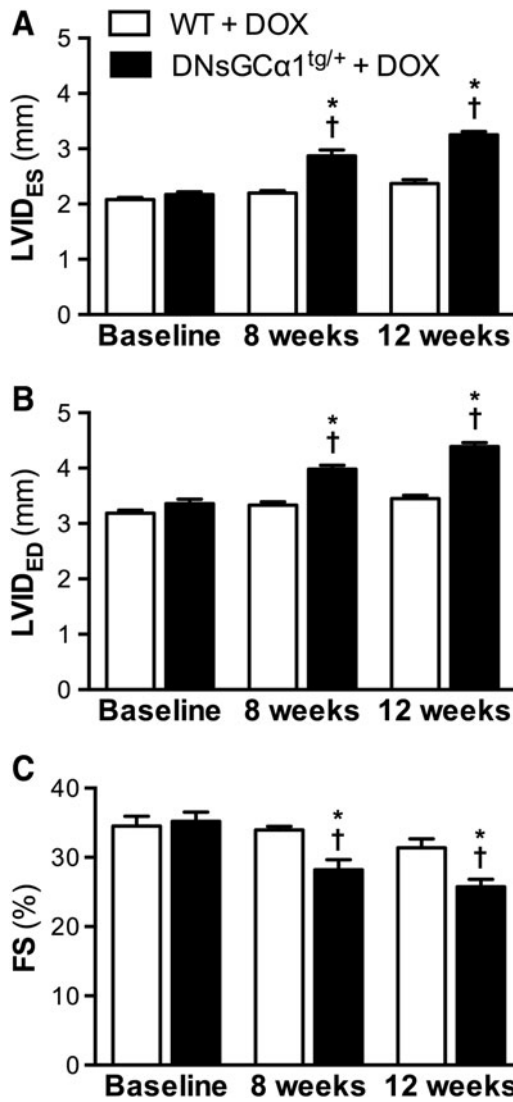 A
WT + DOX
DNsGCα1tg/+ + DOX
LVIDES (mm)
5
4
3
2
1
0
*
†
*
†
Baseline 8 weeks 12 weeks
B
LVIDED (mm)
5
4
3
2
1
0
*
†
*
†
Baseline 8 weeks 12 weeks
C
FS (%)
40
30
20
10
0
*
†
*
†
Baseline 8 weeks 12 weeks